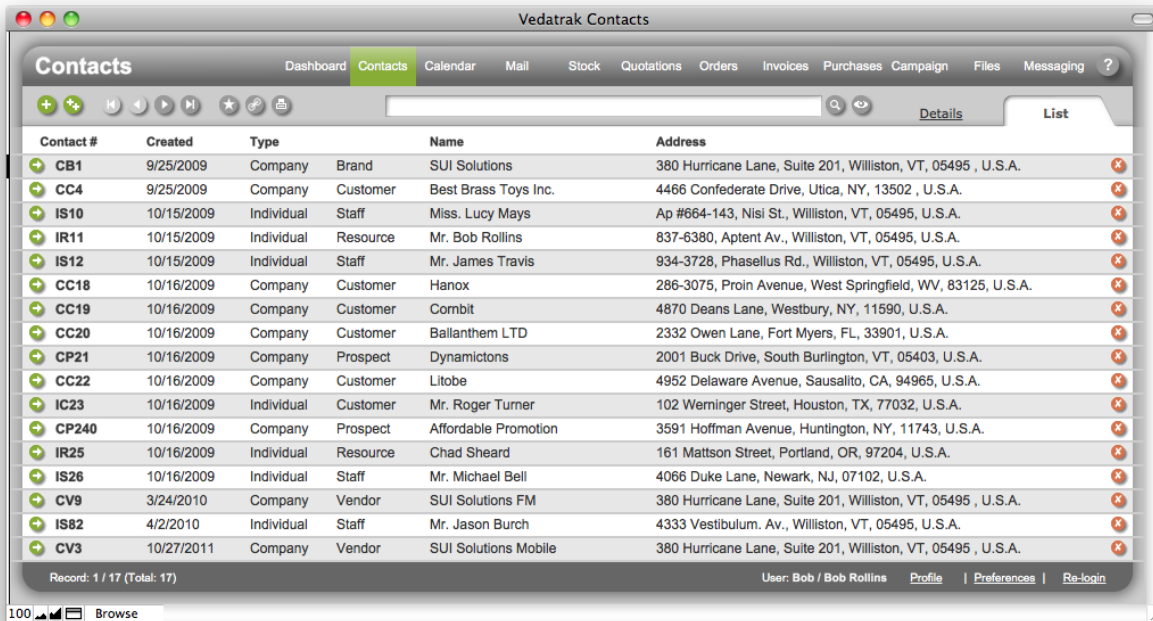 Vedatrak Contacts
Contacts Dashboard Contacts Calendar Mail Stock Quotations Orders Invoices Purchases Campaign Files Messaging ?
Details List
Contact # Created Type Name Address
CB1 9/25/2009 Company Brand SUI Solutions 380 Hurricane Lane, Suite 201, Williston, VT, 05495 , U.S.A.
CC4 9/25/2009 Company Customer Best Brass Toys Inc. 4466 Confederate Drive, Utica, NY, 13502 , U.S.A.
IS10 10/15/2009 Individual Staff Miss. Lucy Mays Ap #664-143, Nisi St., Williston, VT, 05495, U.S.A.
IR11 10/15/2009 Individual Resource Mr. Bob Rollins 837-6380, Aptent Av., Williston, VT, 05495, U.S.A.
IS12 10/15/2009 Individual Staff Mr. James Travis 934-3728, Phasellus Rd., Williston, VT, 05495, U.S.A.
CC18 10/16/2009 Company Customer Hanox 286-3075, Proin Avenue, West Springfield, WV, 83125, U.S.A.
CC19 10/16/2009 Company Customer Cornbit 4870 Deans Lane, Westbury, NY, 11590, U.S.A.
CC20 10/16/2009 Company Customer Ballanthem LTD 2332 Owen Lane, Fort Myers, FL, 33901, U.S.A.
CP21 10/16/2009 Company Prospect Dynamictons 2001 Buck Drive, South Burlington, VT, 05403, U.S.A.
CC22 10/16/2009 Company Customer Litobe 4952 Delaware Avenue, Sausalito, CA, 94965, U.S.A.
IC23 10/16/2009 Individual Customer Mr. Roger Turner 102 Werninger Street, Houston, TX, 77032, U.S.A.
CP240 10/16/2009 Company Prospect Affordable Promotion 3591 Hoffman Avenue, Huntington, NY, 11743, U.S.A.
IR25 10/16/2009 Individual Resource Chad Sheard 161 Mattson Street, Portland, OR, 97204, U.S.A.
IS26 10/16/2009 Individual Staff Mr. Michael Bell 4066 Duke Lane, Newark, NJ, 07102, U.S.A.
CV9 3/24/2010 Company Vendor SUI Solutions FM 380 Hurricane Lane, Suite 201, Williston, VT, 05495 , U.S.A.
IS82 4/2/2010 Individual Staff Mr. Jason Burch 4333 Vestibulum. Av., Williston, VT, 05495, U.S.A.
CV3 10/27/2011 Company Vendor SUI Solutions Mobile 380 Hurricane Lane, Suite 201, Williston, VT, 05495 , U.S.A.
Record: 1 / 17 (Total: 17) User: Bob / Bob Rollins Profile | Preferences | Re-login
100 Browse